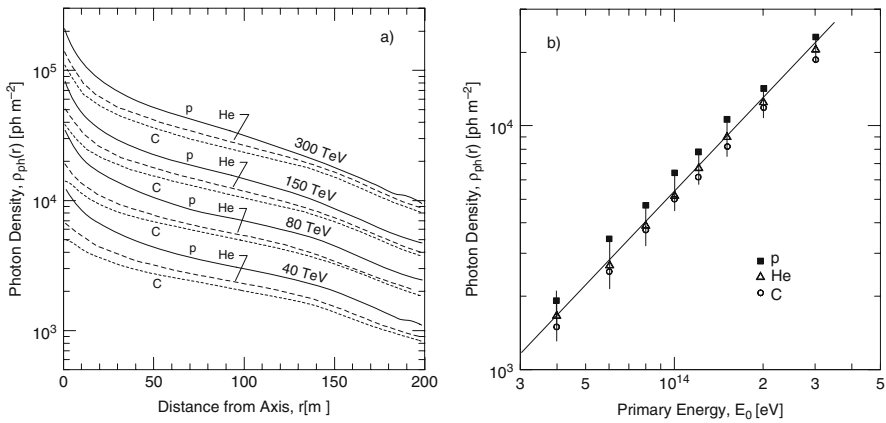 a)
Photon Density, ρph(r) [ph m⁻²]
10⁵
10⁴
10³
p
He
C
300 TeV
p
He
C
150 TeV
p
He
C
80 TeV
p
He
C
40 TeV
0 50 100 150 200
Distance from Axis, r[m ]
b)
Photon Density, ρph(r) [ph m⁻²]
10⁴
10³
p
He
C
3 5 10¹⁴ 2 3 5
Primary Energy, E₀ [eV]